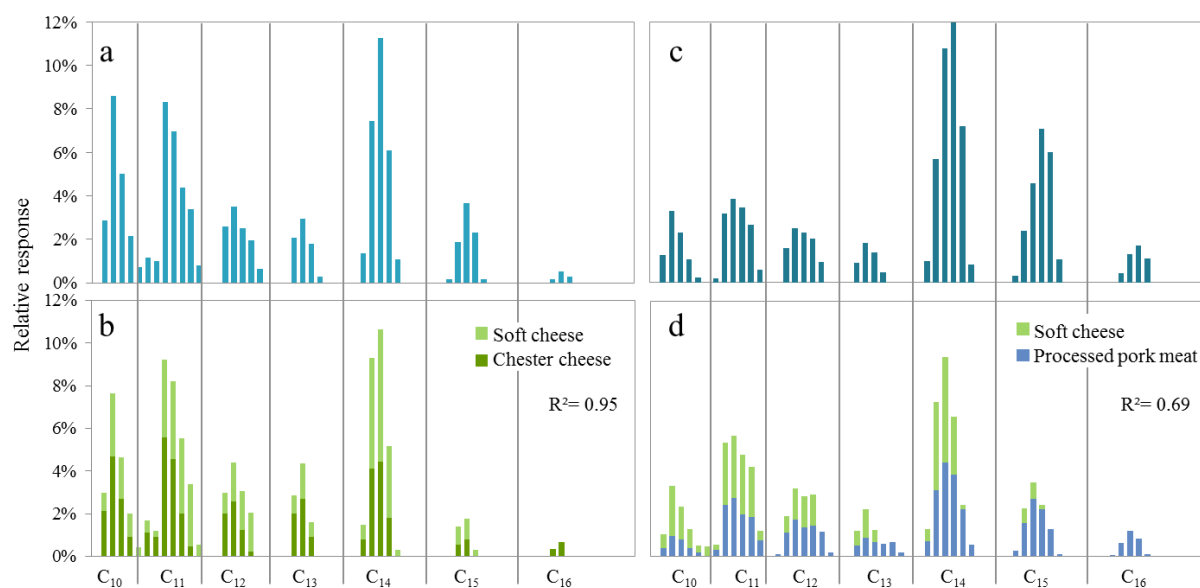 12%
10%
8%
6%
4%
2%
0%
a
c
Relative response
12%
10%
8%
6%
4%
2%
0%
b
Soft cheese
Chester cheese
R²= 0.95
d
Soft cheese
Processed pork meat
R²= 0.69
C₁₀ C₁₁ C₁₂ C₁₃ C₁₄ C₁₅ C₁₆
C₁₀ C₁₁ C₁₂ C₁₃ C₁₄ C₁₅ C₁₆